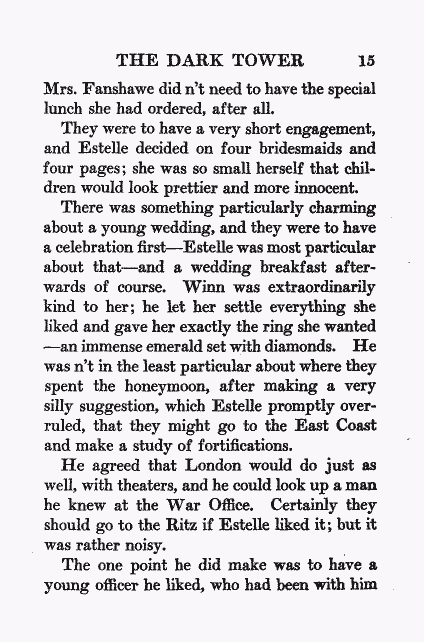 THE DARK TOWER 15
Mrs. Fanshawe did n't need to have the special
lunch she had ordered, after all.
They were to have a very short engagement,
and Estelle decided on four bridesmaids and
four pages; she was so small herself that chil-
dren would look prettier and more innocent.
There was something particularly charming
about a young wedding, and they were to have
a celebration first—Estelle was most particular
about that—and a wedding breakfast after-
wards of course. Winn was extraordinarily
kind to her; he let her settle everything she
liked and gave her exactly the ring she wanted
—an immense emerald set with diamonds. He
was n't in the least particular about where they
spent the honeymoon, after making a very
silly suggestion, which Estelle promptly over-
ruled, that they might go to the East Coast
and make a study of fortifications.
He agreed that London would do just as
well, with theaters, and he could look up a man
he knew at the War Office. Certainly they
should go to the Ritz if Estelle liked it; but it
was rather noisy.
The one point he did make was to have a
young officer he liked, who had been with him